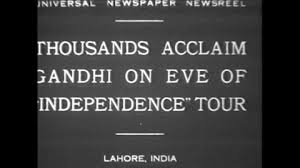 UNIVERSAL NEWSPAPER NEWSREEL
THOUSANDS ACCLAIM
GANDHI ON EVE OF
"INDEPENDENCE" TOUR
LAHORE, INDIA